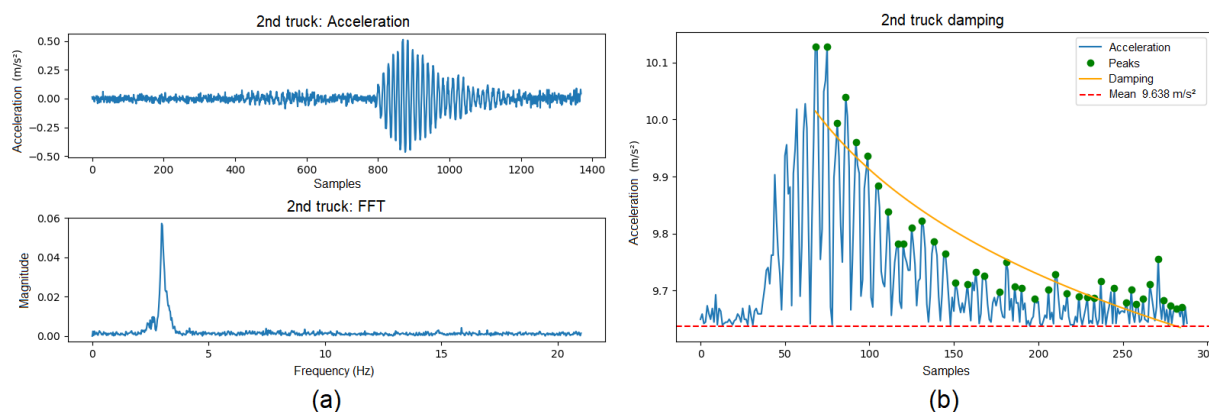 2nd truck: Acceleration
Acceleration (m/s²)
0.50
0.25
0.00
−0.25
−0.50
0 200 400 600 800 1000 1200 1400
Samples
2nd truck: FFT
Magnitude
0.06
0.04
0.02
0.00
0 5 10 15 20
Frequency (Hz)
(a)
2nd truck damping
Acceleration (m/s²)
10.1
10.0
9.9
9.8
9.7
Acceleration
Peaks
Damping
Mean 9.638 m/s²
0 50 100 150 200 250
Samples
(b)